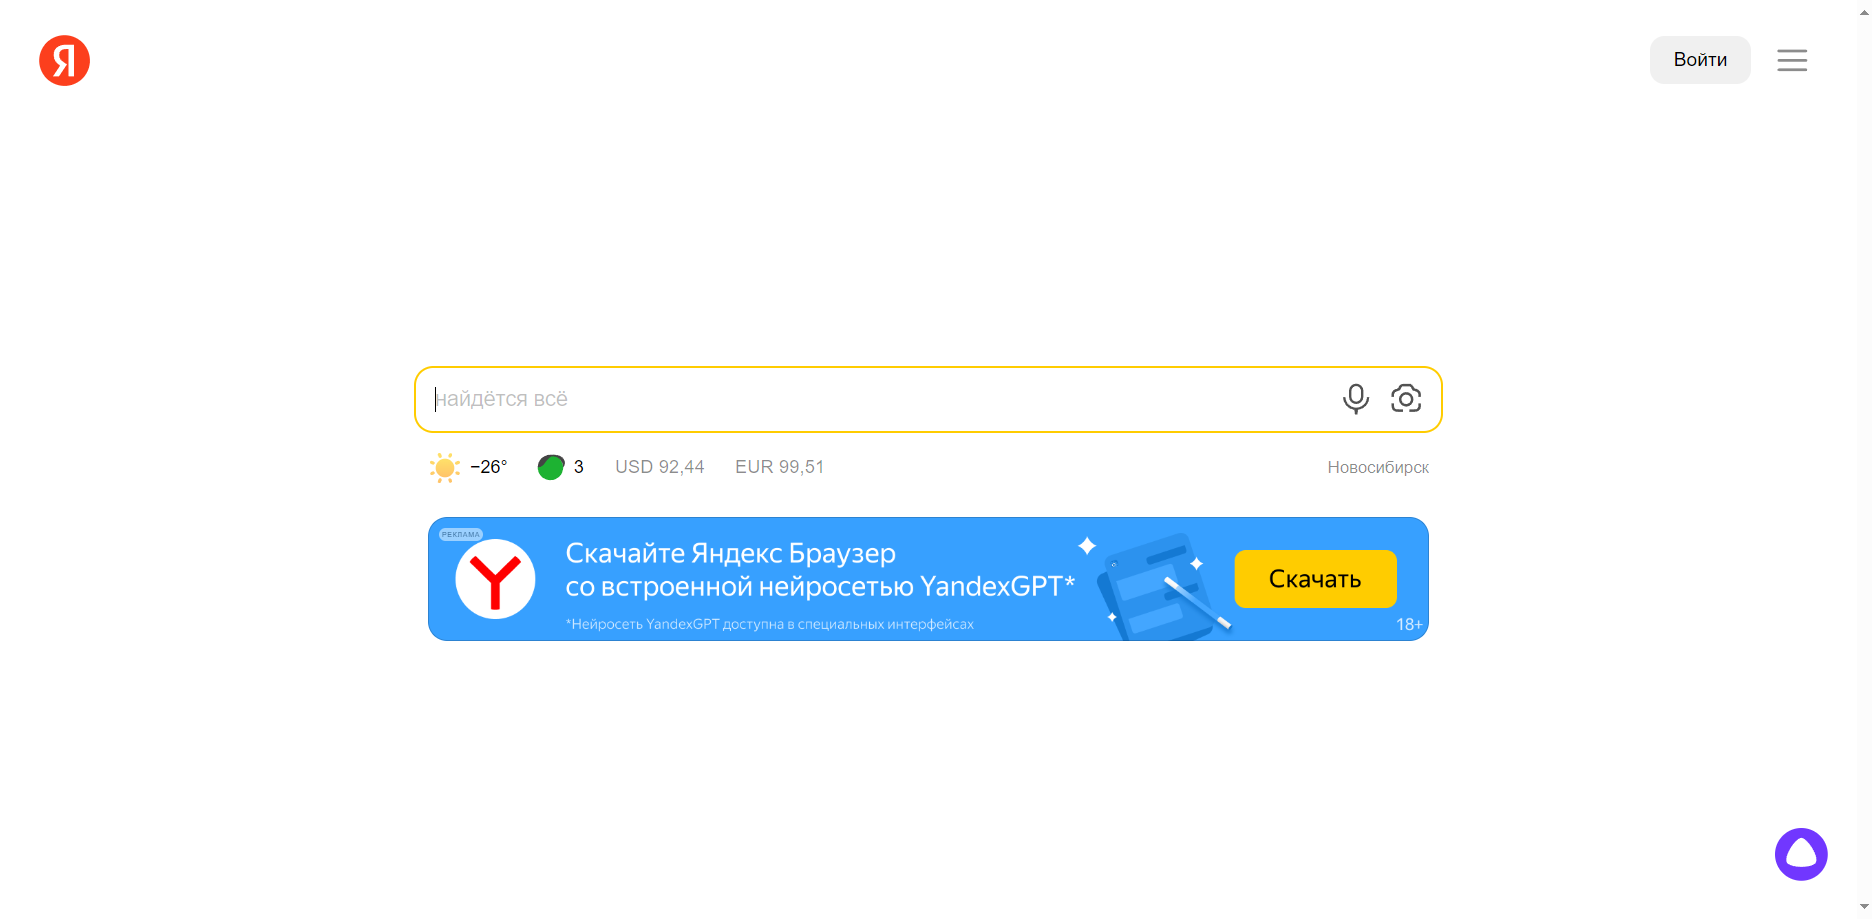 Я
Войти
найдётся всё
−26°
3
USD 92,44
EUR 99,51
Новосибирск
РЕКЛАМА
Y
Скачайте Яндекс Браузер
со встроенной нейросетью YandexGPT*
*Нейросеть YandexGPT доступна в специальных интерфейсах
Скачать
18+